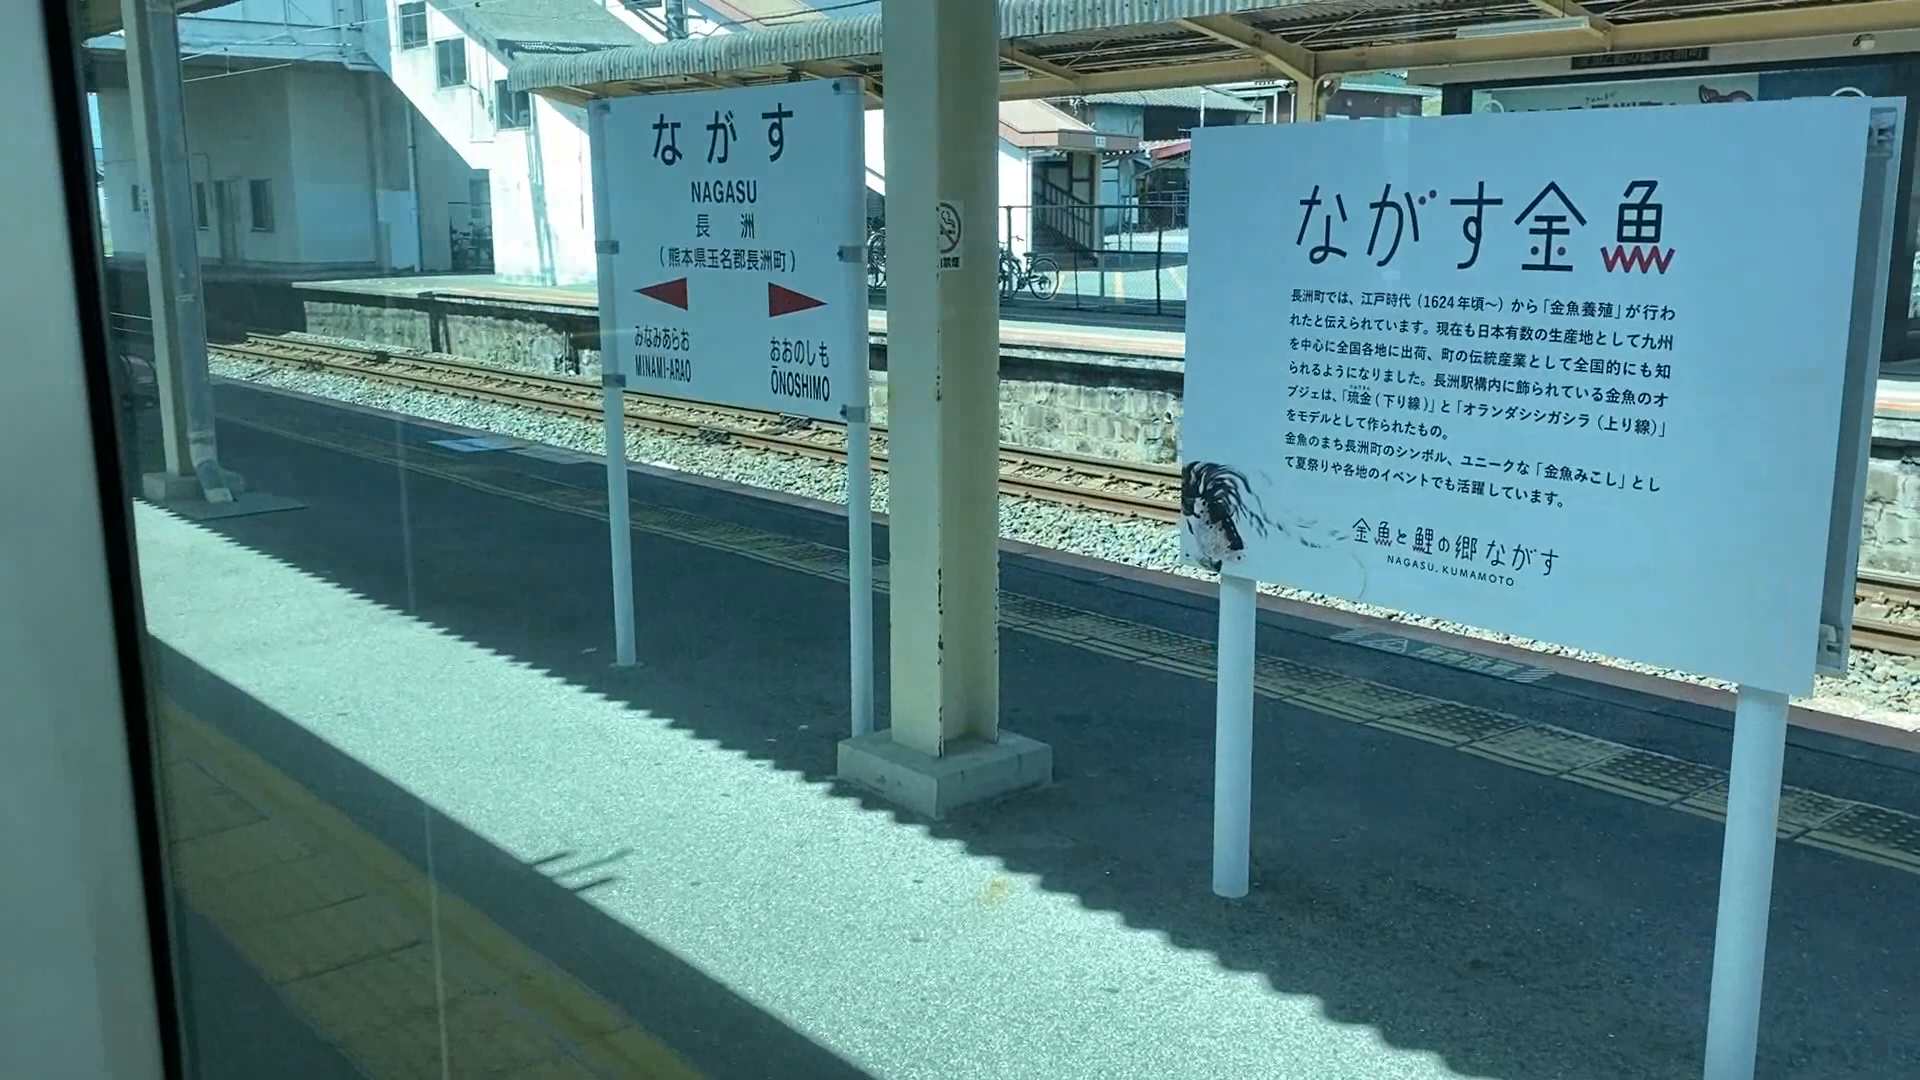 ながす
NAGASU
長洲
(熊本県玉名郡長洲町)
みなみあらお
MINAMI-ARAO
おおのしも
ŌNOSHIMO
ながす金魚
長洲町では、江戸時代（1624年頃～）から「金魚養殖」が行わ
れたと伝えられています。現在も日本有数の生産地として九州
を中心に全国各地に出荷、町の伝統産業として全国的にも知
られるようになりました。長洲駅構内に飾られている金魚のオ
ブジェは、「琉金（下り線）」と「オランダシシガシラ（上り線）」
をモデルとして作られたもの。
金魚のまち長洲町のシンボル、ユニークな「金魚みこし」とし
て夏祭りや各地のイベントでも活躍しています。
金魚と鯉の郷 ながす
NAGASU. KUMAMOTO